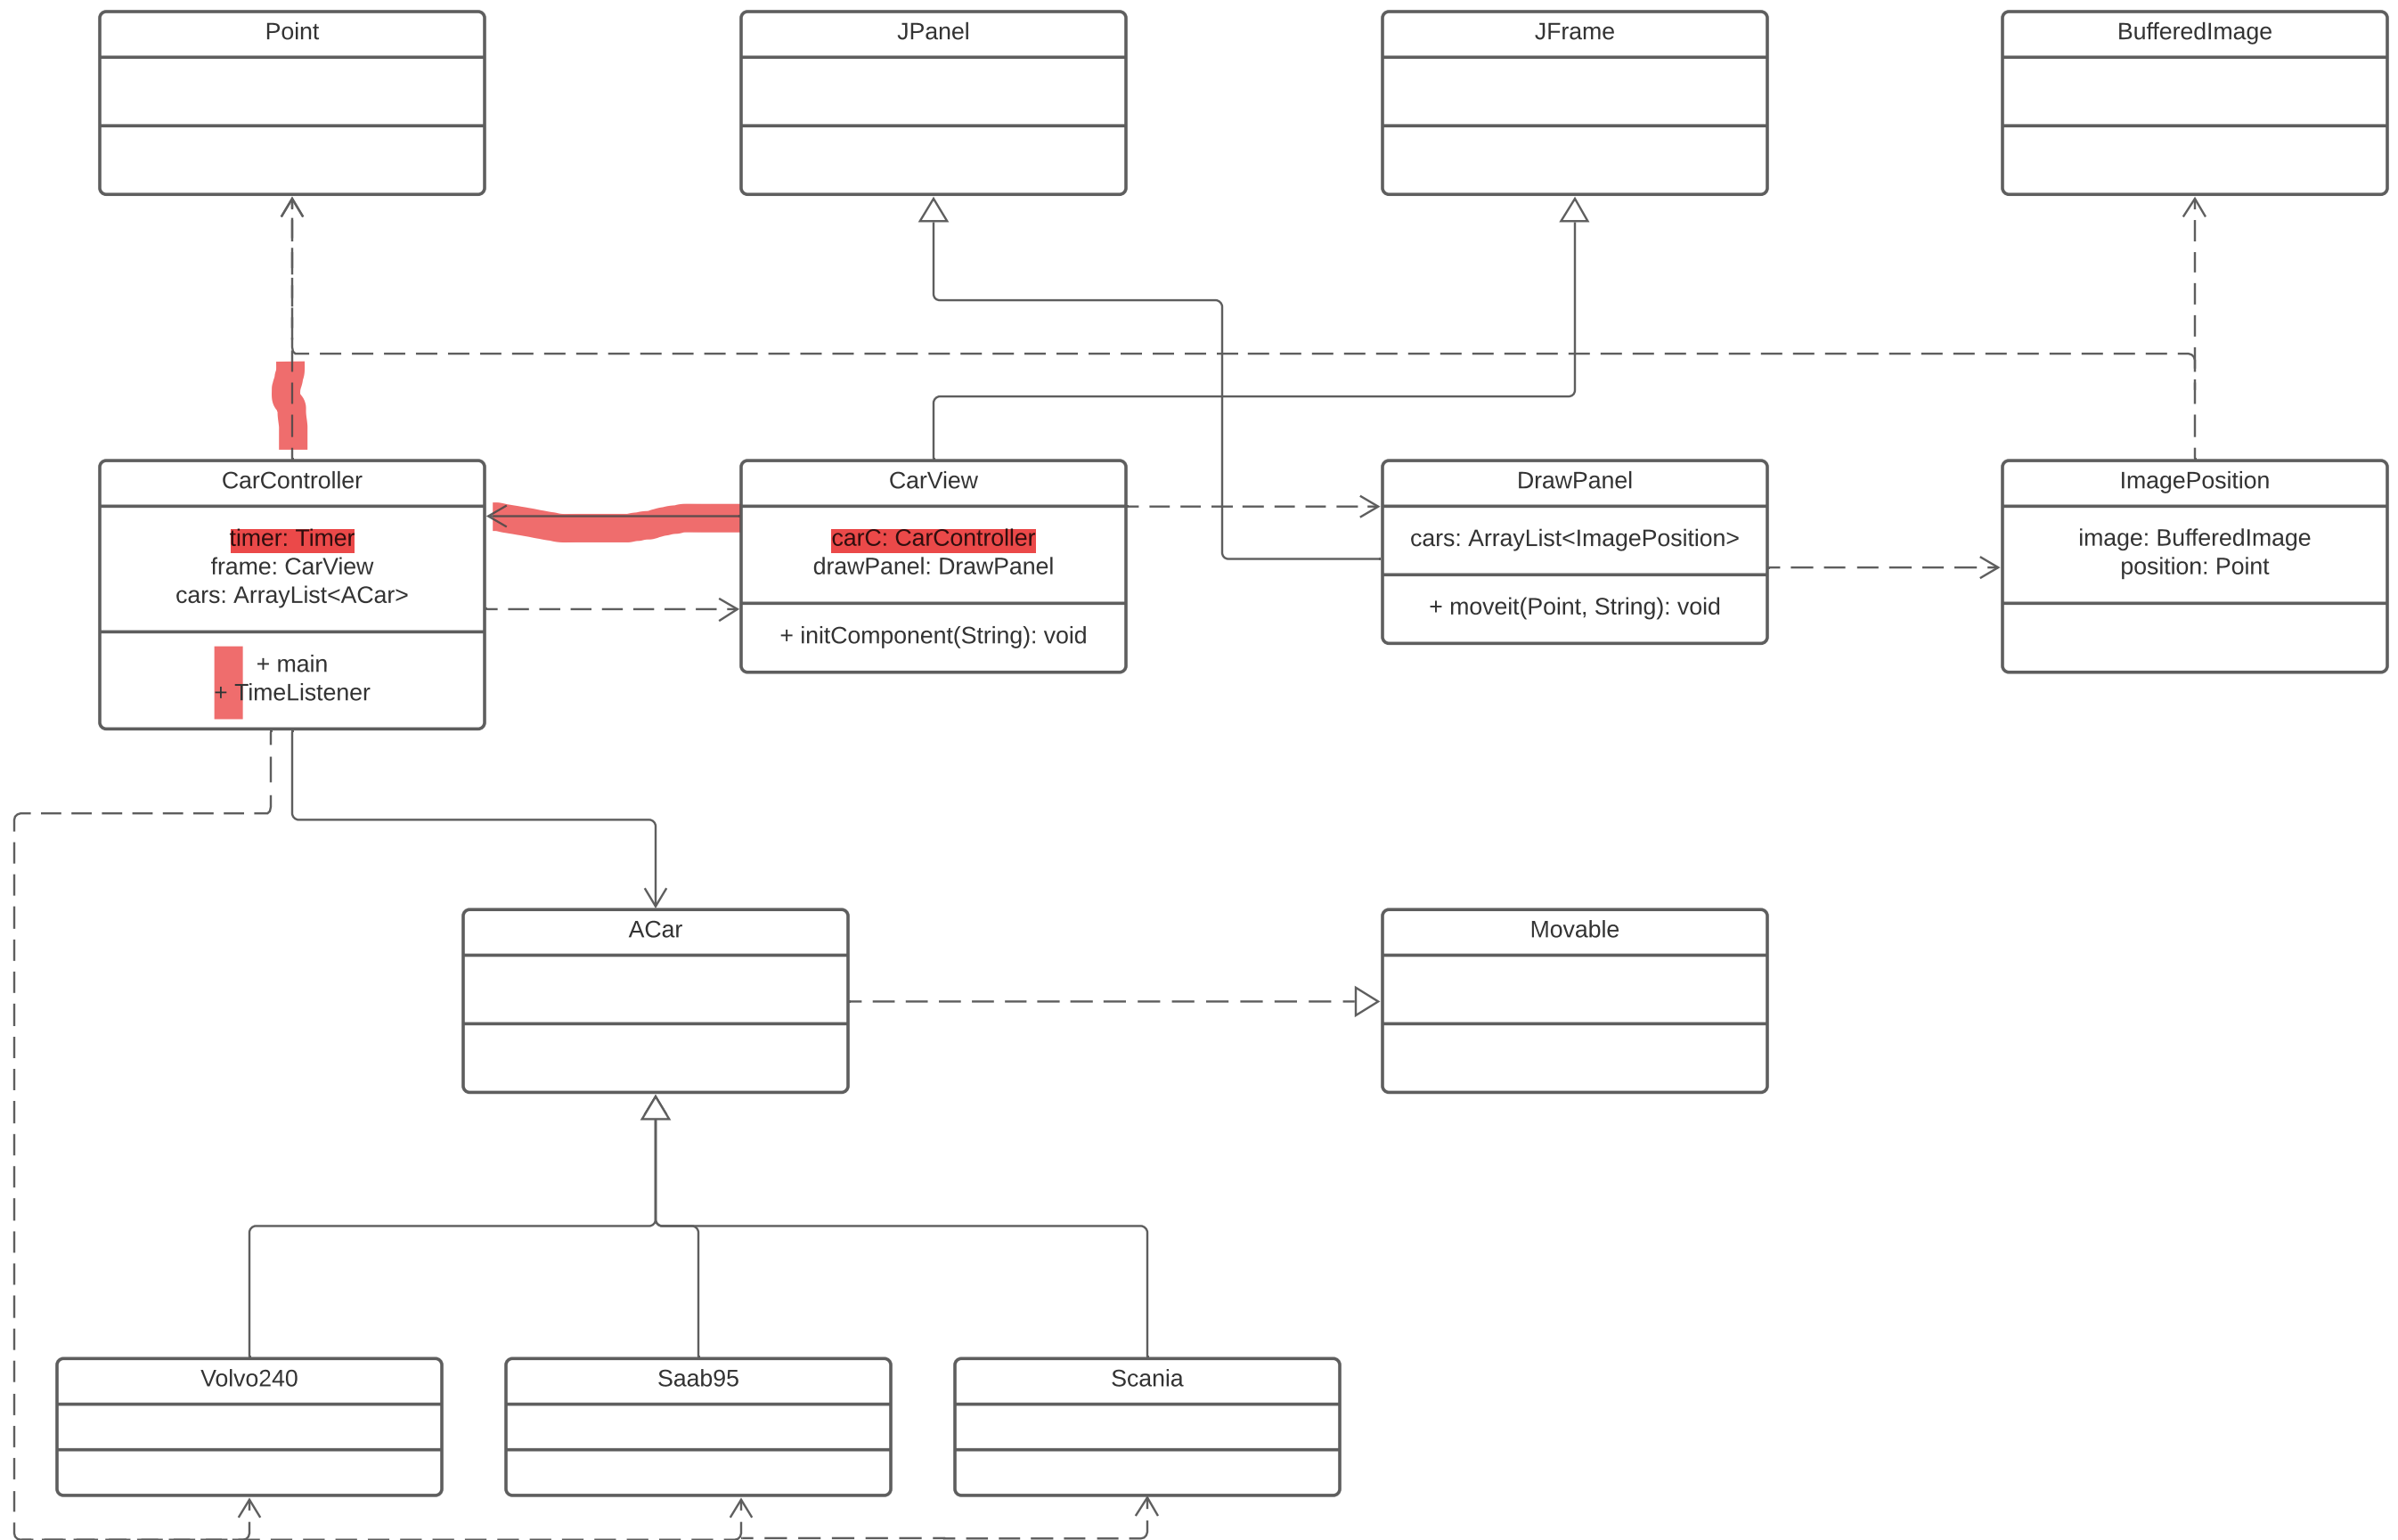 Point
JPanel
JFrame
BufferedImage
CarController
timer: Timer
frame: CarView
cars: ArrayList<ACar>
+ main
+ TimeListener
CarView
carC: CarController
drawPanel: DrawPanel
+ initComponent(String): void
DrawPanel
cars: ArrayList<ImagePosition>
+ moveit(Point, String): void
ImagePosition
image: BufferedImage
position: Point
ACar
Movable
Volvo240
Saab95
Scania